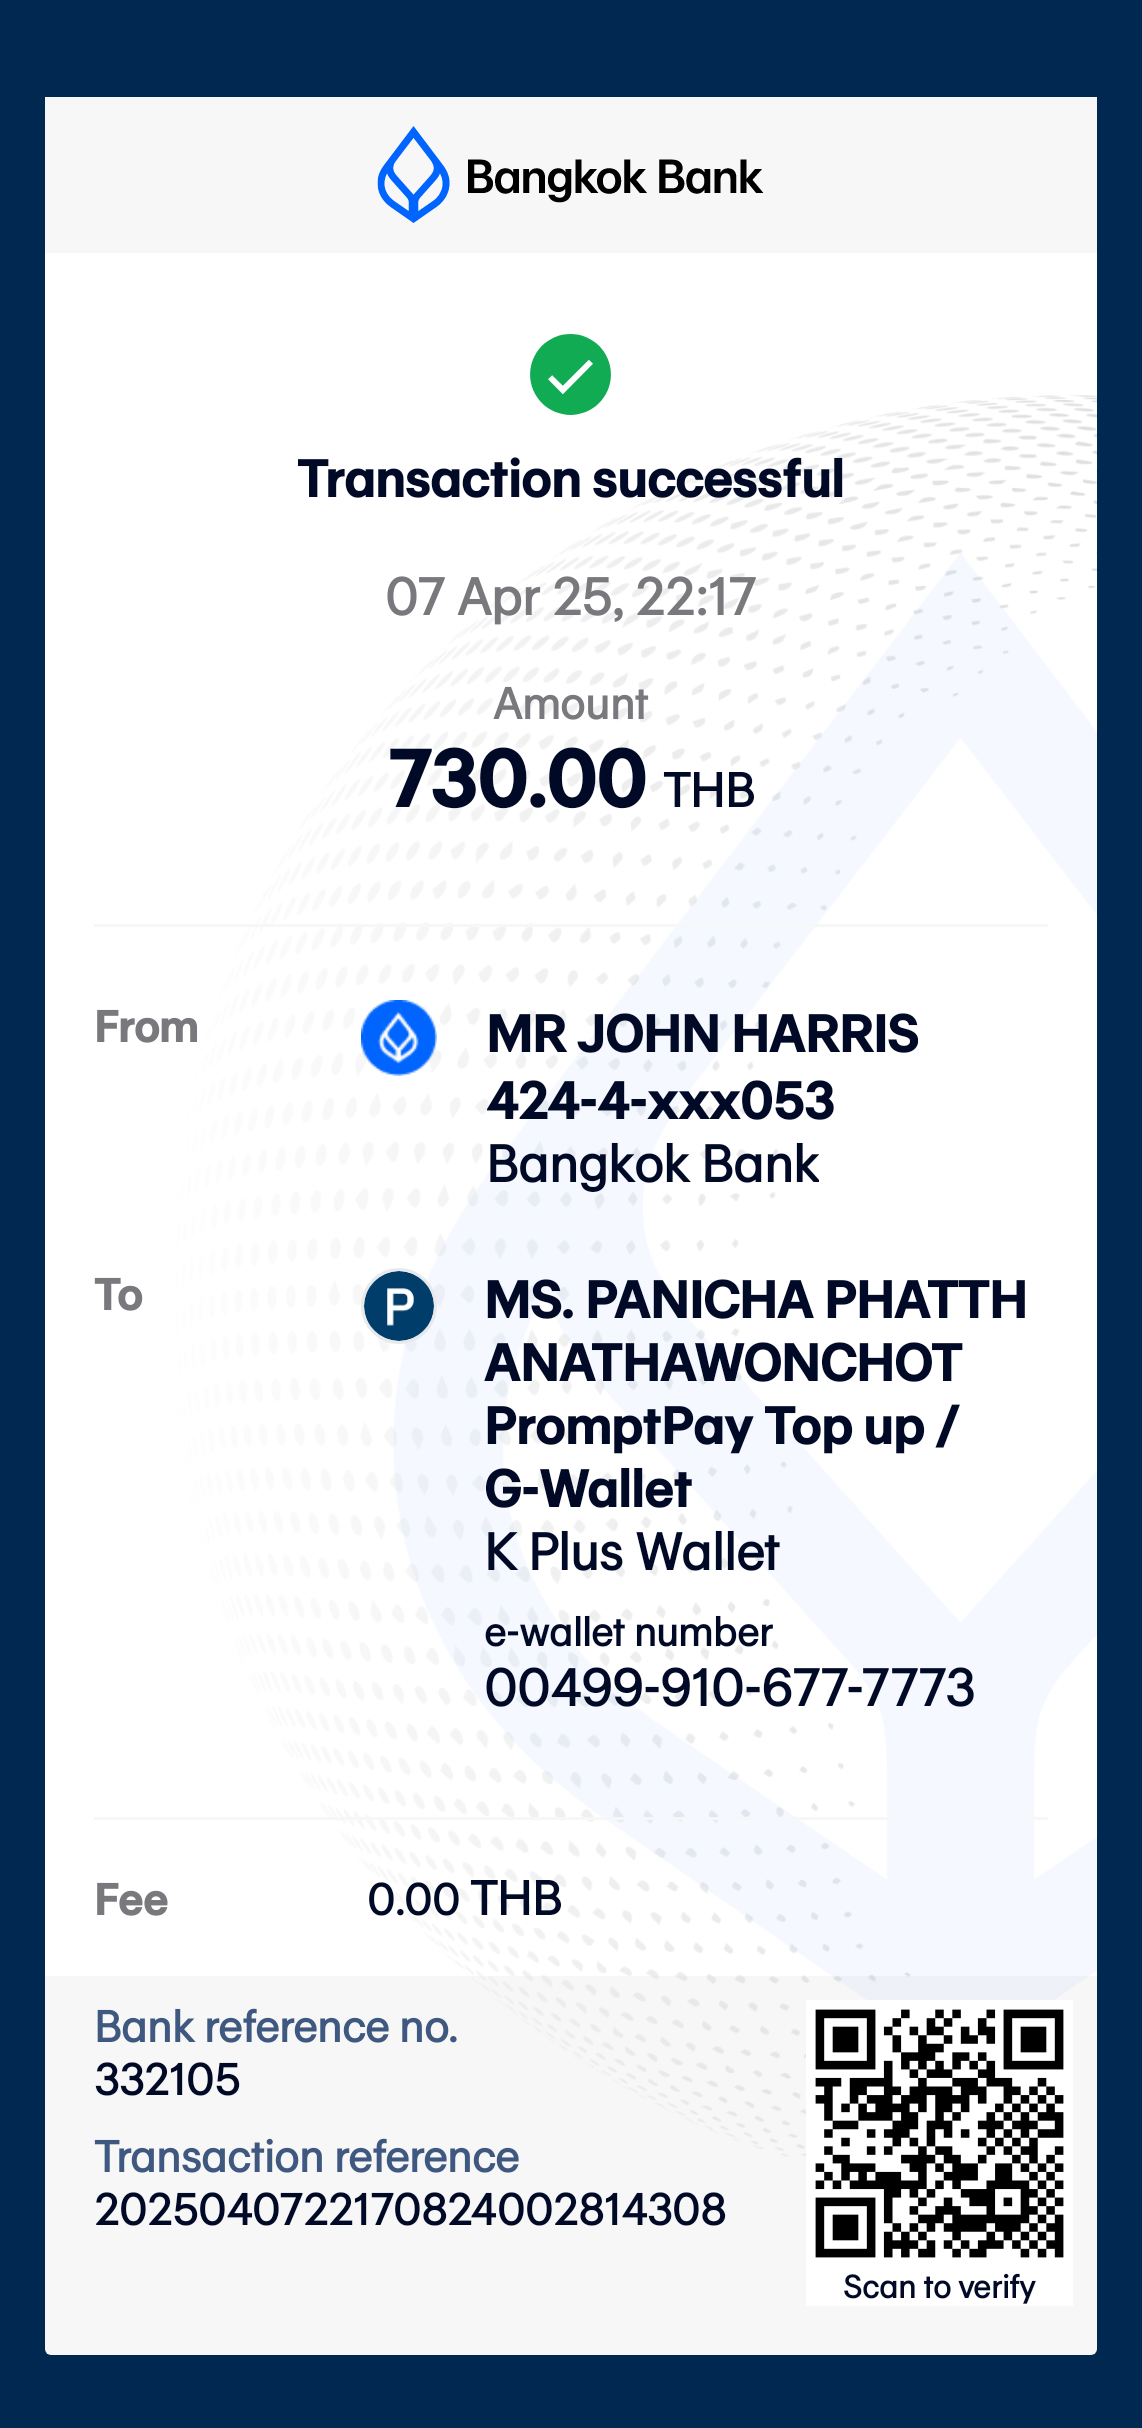 Bangkok Bank
Transaction successful
07 Apr 25, 22:17
Amount
730.00 THB
From
MR JOHN HARRIS
424-4-xxx053
Bangkok Bank
To
P
MS. PANICHA PHATTH
ANATHAWONCHOT
PromptPay Top up /
G-Wallet
K Plus Wallet
e-wallet number
00499-910-677-7773
Fee
0.00 THB
Bank reference no.
332105
Transaction reference
2025040722170824002814308
Scan to verify